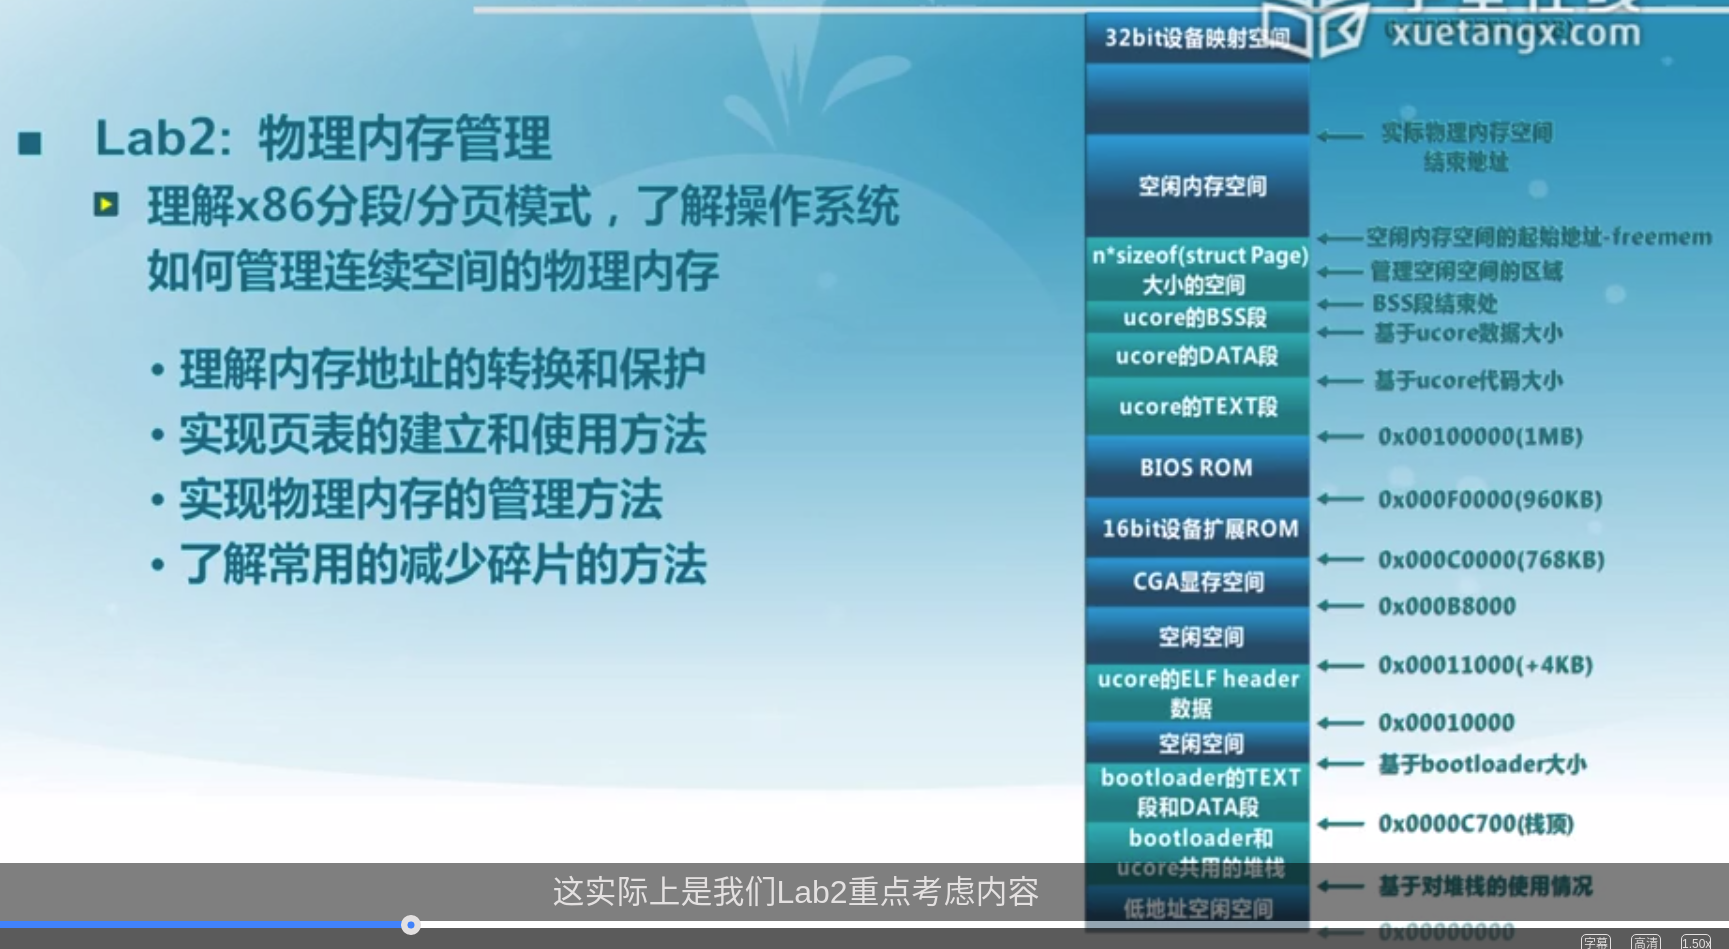 xuetangx.com
Lab2: 物理内存管理
理解x86分段/分页模式，了解操作系统
如何管理连续空间的物理内存
• 理解内存地址的转换和保护
• 实现页表的建立和使用方法
• 实现物理内存的管理方法
• 了解常用的减少碎片的方法
32bit设备映射空间
空闲内存空间
n*sizeof(struct Page)
大小的空间
ucore的BSS段
ucore的DATA段
ucore的TEXT段
BIOS ROM
16bit设备扩展ROM
CGA显存空间
空闲空间
ucore的ELF header
数据
空闲空间
bootloader的TEXT
段和DATA段
bootloader和
ucore共用的堆栈
低地址空闲空间
实际物理内存空间
结束地址
空闲内存空间的起始地址-freemem
管理空闲空间的区域
BSS段结束处
基于ucore数据大小
基于ucore代码大小
0x00100000(1MB)
0x000F0000(960KB)
0x000C0000(768KB)
0x000B8000
0x00011000(+4KB)
0x00010000
基于bootloader大小
0x0000C700(栈顶)
基于对堆栈的使用情况
0x00000000
这实际上是我们Lab2重点考虑内容
字幕
高清
1.50x